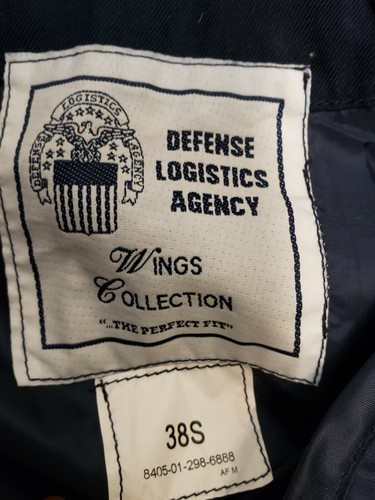 LOGISTICS
DEFENSE
AGENCY
DEFENSE
LOGISTICS
AGENCY
WINGS
COLLECTION
"...THE PERFECT FIT"
38S
8405-01-298-6888
AF M